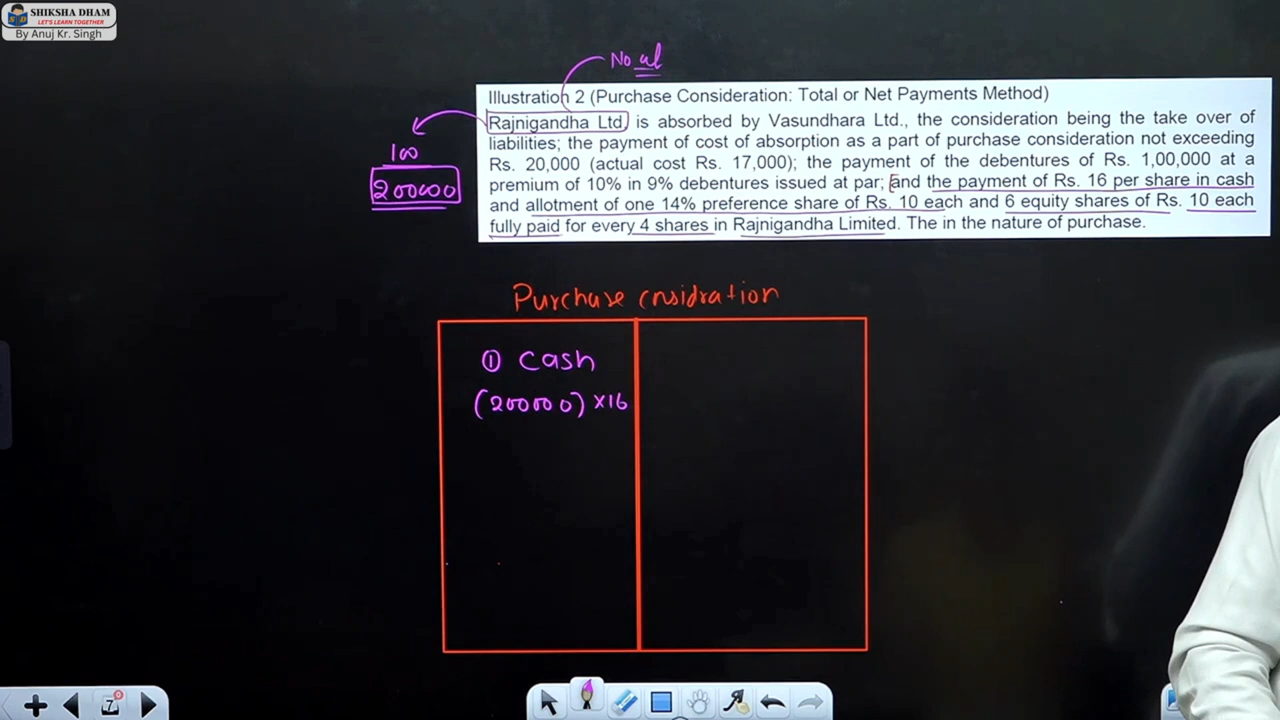 SHIKSHA DHAM
LET'S LEARN TOGETHER
By Anuj Kr. Singh
No al
Illustration 2 (Purchase Consideration: Total or Net Payments Method)
Rajnigandha Ltd. is absorbed by Vasundhara Ltd., the consideration being the take over of
liabilities; the payment of cost of absorption as a part of purchase consideration not exceeding
Rs. 20,000 (actual cost Rs. 17,000); the payment of the debentures of Rs. 1,00,000 at a
premium of 10% in 9% debentures issued at par; and the payment of Rs. 16 per share in cash
and allotment of one 14% preference share of Rs. 10 each and 6 equity shares of Rs. 10 each
fully paid for every 4 shares in Rajnigandha Limited. The in the nature of purchase.
100
200000
Purchase cnsidration
① Cash
(200000) ×16
7
0